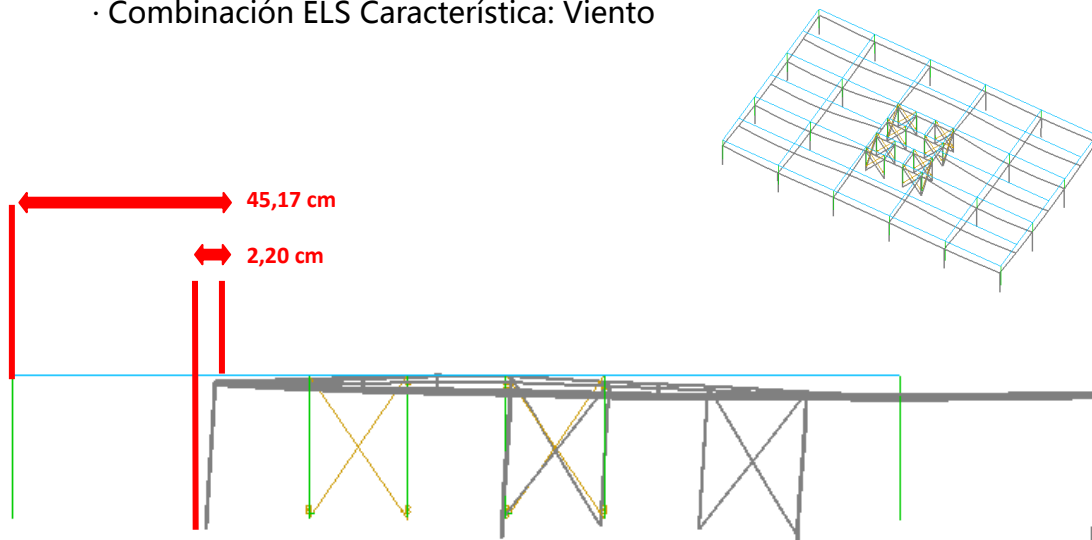 · Combinación ELS Característica: Viento
45,17 cm
2,20 cm